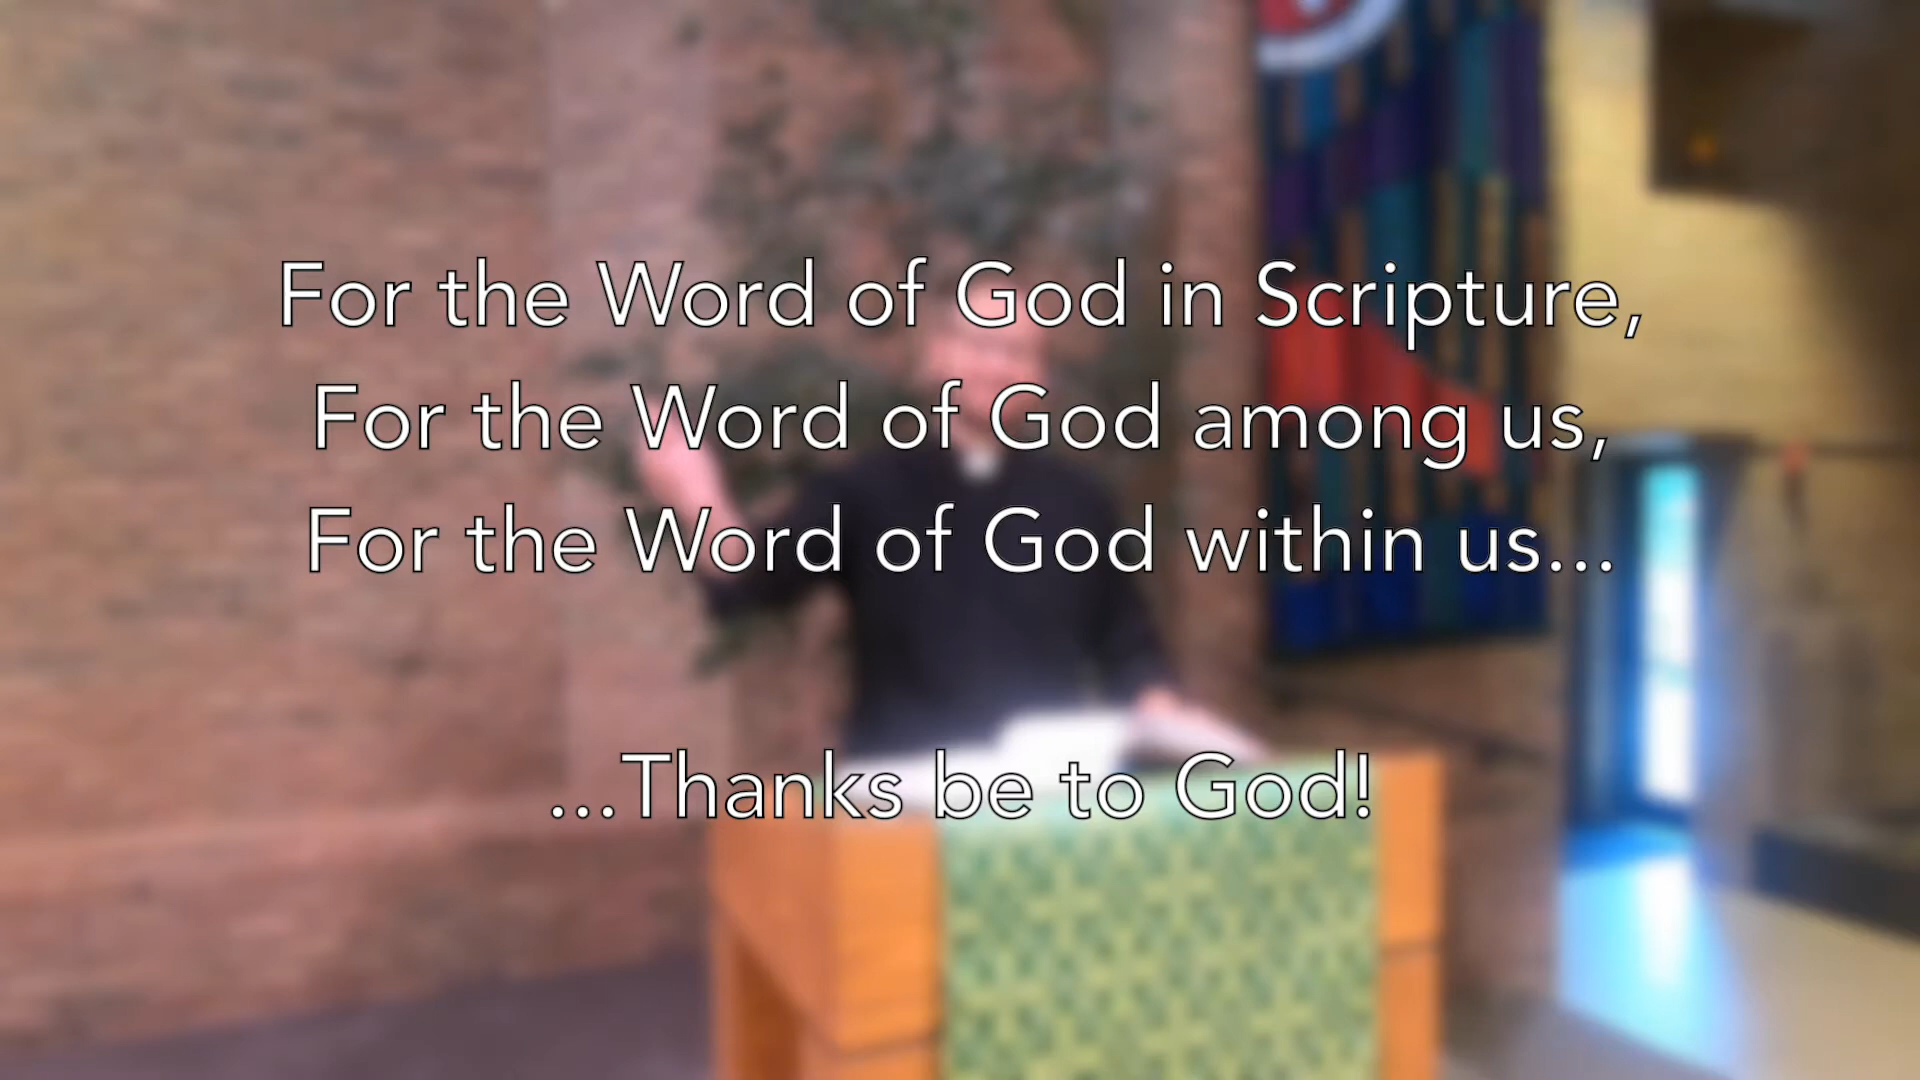 For the Word of God in Scripture,
For the Word of God among us,
For the Word of God within us...
...Thanks be to God!